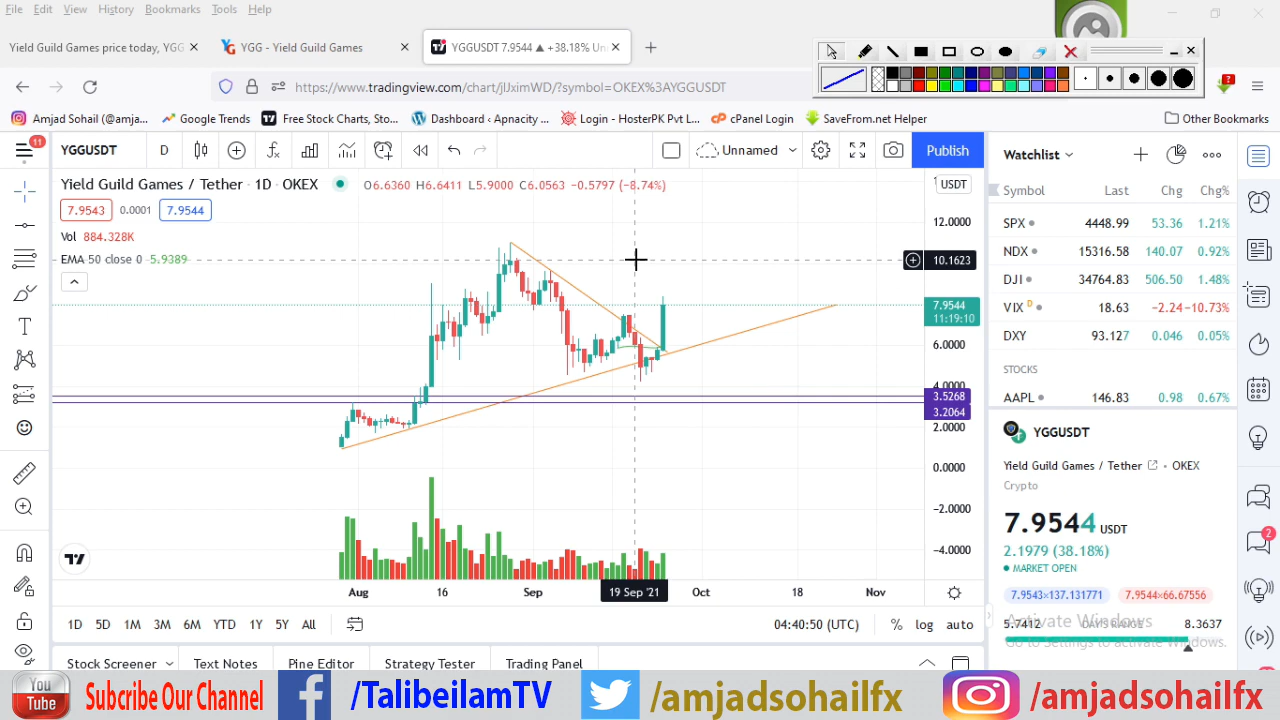 File Edit View History Bookmarks Tools Help
Yield Guild Games price today, YGG
YGG - Yield Guild Games
YGGUSDT 7.9544 ▲ +38.18% Un
www.tradingview.com/chart/
/?symbol=OKEX%3AYGGUSDT
Amjad Sohail (@amja...
Google Trends
Free Stock Charts, Sto...
Dashboard ‹ Apnacity ...
Login - HosterPK Pvt L...
cPanel Login
SaveFrom.net Helper
Other Bookmarks
11
YGGUSDT
D
Unnamed
Publish
Yield Guild Games / Tether · 1D · OKEX
O6.6360 H6.6411 L5.9000 C6.0563 -0.5797 (-8.74%)
USDT
7.9543
0.0001
7.9544
Vol 884.328K
EMA 50 close 0 5.9389
12.0000
10.1623
7.9544
11:19:10
6.0000
4.0000
3.5268
3.2064
2.0000
0.0000
−2.0000
−4.0000
Aug
16
Sep
19 Sep '21
Oct
18
Nov
1D 5D 1M 3M 6M YTD 1Y 5Y All
04:40:50 (UTC)
% log auto
Stock Screener
Text Notes
Pine Editor
Strategy Tester
Trading Panel
Watchlist
Symbol Last Chg Chg%
SPX 4448.99 53.36 1.21%
NDX 15316.58 140.07 0.92%
DJI 34764.83 506.50 1.48%
VIX D 18.63 -2.24 -10.73%
DXY 93.127 0.046 0.05%
STOCKS
AAPL 146.83 0.98 0.67%
YGGUSDT
Yield Guild Games / Tether · OKEX
Crypto
7.9544 USDT
2.1979 (38.18%)
MARKET OPEN
7.9543×137.131771
7.9544×66.67556
Activate Windows
5.7412 DAY'S RANGE 8.3637
Go to Settings to activate Windows.
2
You
Tube
Subcribe Our Channel
/TalibeilamTV
/amjadsohailfx
/amjadsohailfx